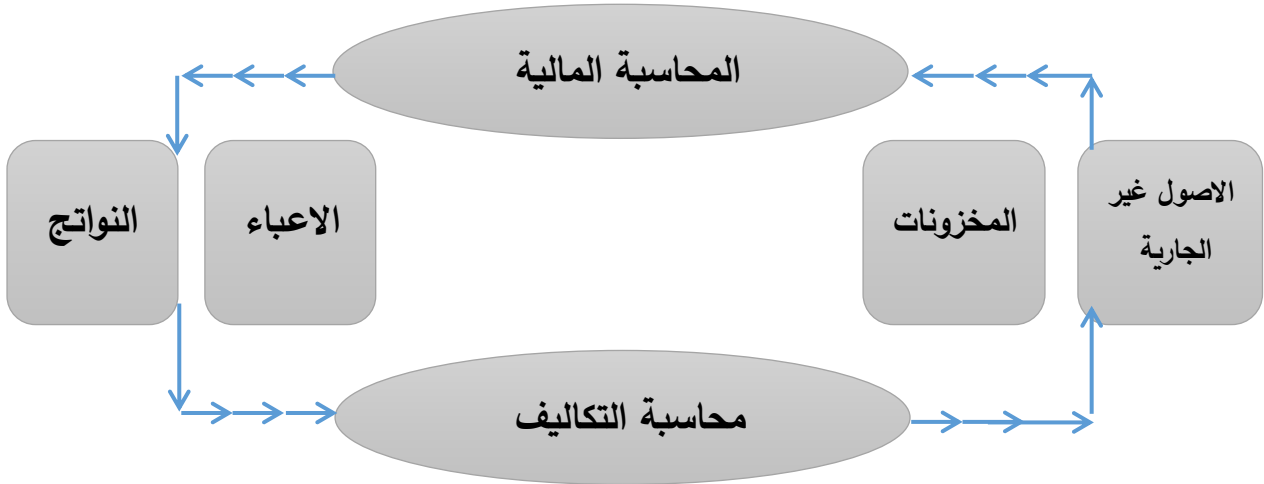 المحاسبة المالية
الاصول غير
الجارية
المخزونات
الاعباء
النواتج
محاسبة التكاليف